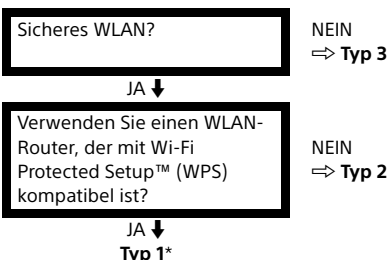 Sicheres WLAN?
NEIN
⇨ Typ 3
JA ⬇
Verwenden Sie einen WLAN-
Router, der mit Wi-Fi
Protected Setup™ (WPS)
kompatibel ist?
NEIN
⇨ Typ 2
JA ⬇
Typ 1*